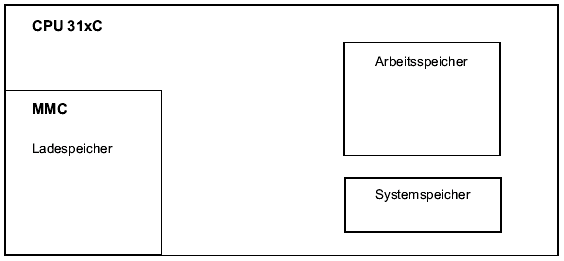 CPU 31xC
Arbeitsspeicher
MMC
Ladespeicher
Systemspeicher